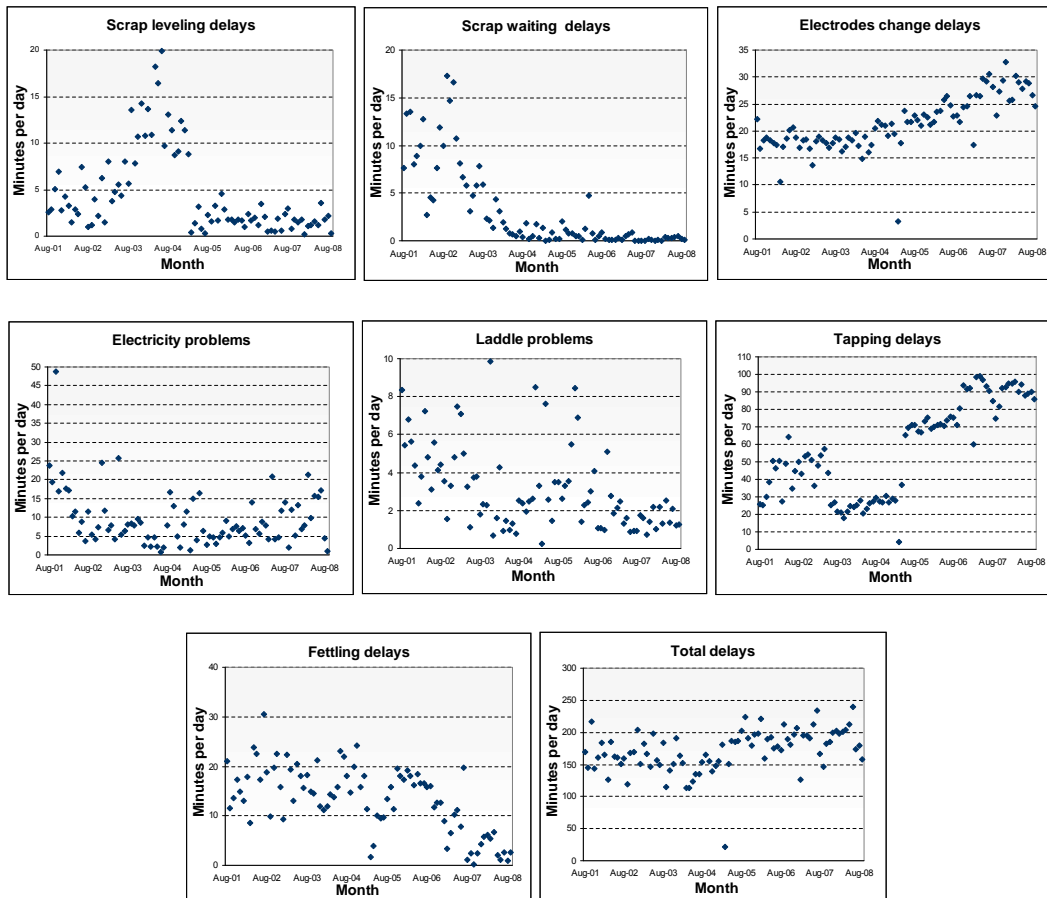 Scrap leveling delays
Minutes per day
20
15
10
5
0
Aug-01 Aug-02 Aug-03 Aug-04 Aug-05 Aug-06 Aug-07 Aug-08
Month
Scrap waiting delays
Minutes per day
20
15
10
5
0
Aug-01 Aug-02 Aug-03 Aug-04 Aug-05 Aug-06 Aug-07 Aug-08
Month
Electrodes change delays
Minutes per day
35
30
25
20
15
10
5
0
Aug-01 Aug-02 Aug-03 Aug-04 Aug-05 Aug-06 Aug-07 Aug-08
Month
Electricity problems
Minutes per day
50
45
40
35
30
25
20
15
10
5
0
Aug-01 Aug-02 Aug-03 Aug-04 Aug-05 Aug-06 Aug-07 Aug-08
Month
Laddle problems
Minutes per day
10
8
6
4
2
0
Aug-01 Aug-02 Aug-03 Aug-04 Aug-05 Aug-06 Aug-07 Aug-08
Month
Tapping delays
Minutes per day
110
100
90
80
70
60
50
40
30
20
10
0
Aug-01 Aug-02 Aug-03 Aug-04 Aug-05 Aug-06 Aug-07 Aug-08
Month
Fettling delays
Minutes per day
40
30
20
10
0
Aug-01 Aug-02 Aug-03 Aug-04 Aug-05 Aug-06 Aug-07 Aug-08
Month
Total delays
Minutes per day
300
250
200
150
100
50
0
Aug-01 Aug-02 Aug-03 Aug-04 Aug-05 Aug-06 Aug-07 Aug-08
Month